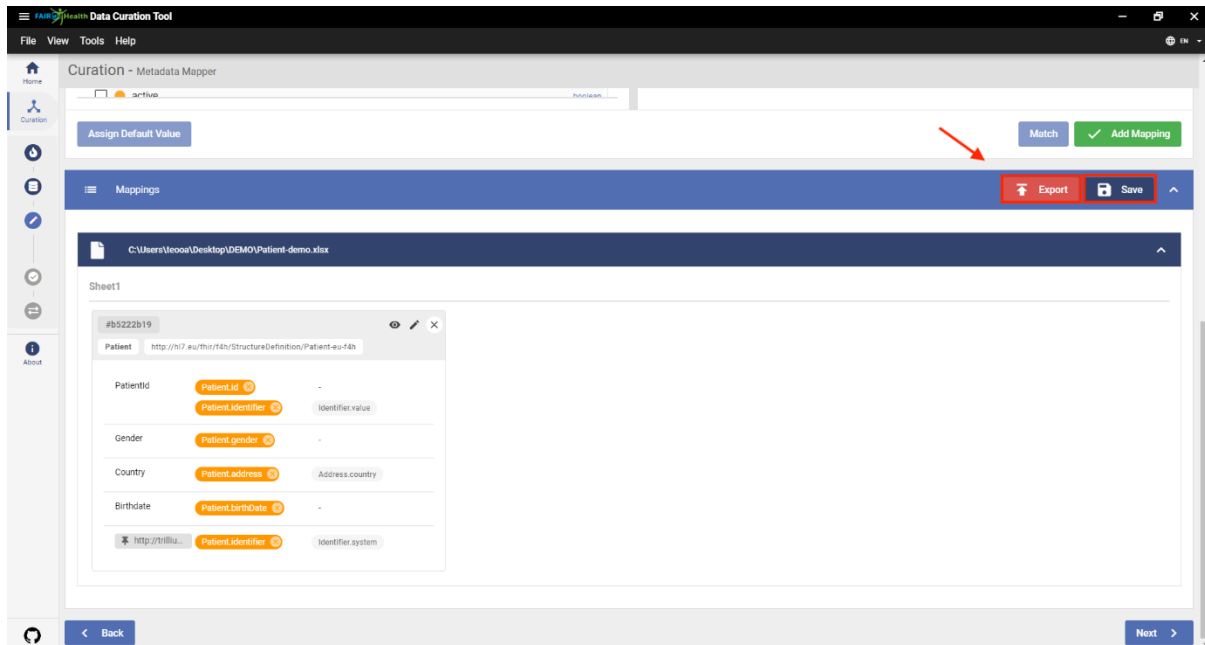 FAIR4Health Data Curation Tool
File View Tools Help EN
Home
Curation - Metadata Mapper
active boolean
Curation
Assign Default Value Match Add Mapping
Mappings Export Save
C:\Users\teooa\Desktop\DEMO\Patient-demo.xlsx
Sheet1
#b5222b19
Patient http://hl7.eu/fhir/f4h/StructureDefinition/Patient-eu-f4h
About
PatientId Patient.id -
Patient.identifier Identifier.value
Gender Patient.gender -
Country Patient.address Address.country
Birthdate Patient.birthDate -
http://trilliu... Patient.identifier Identifier.system
Back Next